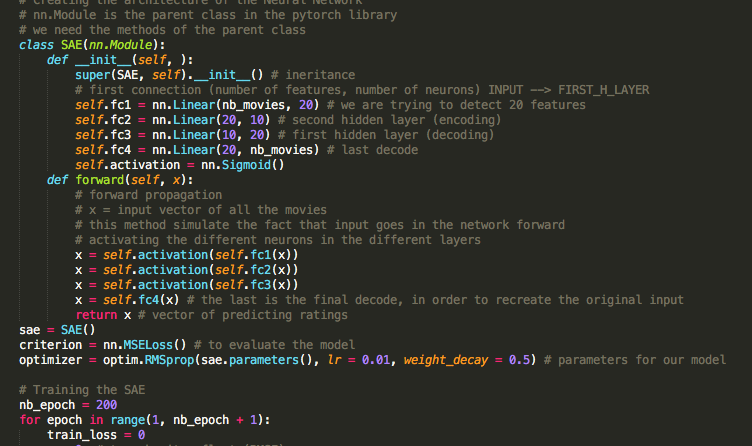 # Creating the architecture of the Neural Network
# nn.Module is the parent class in the pytorch library
# we need the methods of the parent class
class SAE(nn.Module):
    def __init__(self, ):
        super(SAE, self).__init__() # ineritance
        # first connection (number of features, number of neurons) INPUT --> FIRST_H_LAYER
        self.fc1 = nn.Linear(nb_movies, 20) # we are trying to detect 20 features
        self.fc2 = nn.Linear(20, 10) # second hidden layer (encoding)
        self.fc3 = nn.Linear(10, 20) # first hidden layer (decoding)
        self.fc4 = nn.Linear(20, nb_movies) # last decode
        self.activation = nn.Sigmoid()
    def forward(self, x):
        # forward propagation
        # x = input vector of all the movies
        # this method simulate the fact that input goes in the network forward
        # activating the different neurons in the different layers
        x = self.activation(self.fc1(x))
        x = self.activation(self.fc2(x))
        x = self.activation(self.fc3(x))
        x = self.fc4(x) # the last is the final decode, in order to recreate the original input
        return x # vector of predicting ratings
sae = SAE()
criterion = nn.MSELoss() # to evaluate the model
optimizer = optim.RMSprop(sae.parameters(), lr = 0.01, weight_decay = 0.5) # parameters for our model

# Training the SAE
nb_epoch = 200
for epoch in range(1, nb_epoch + 1):
    train_loss = 0